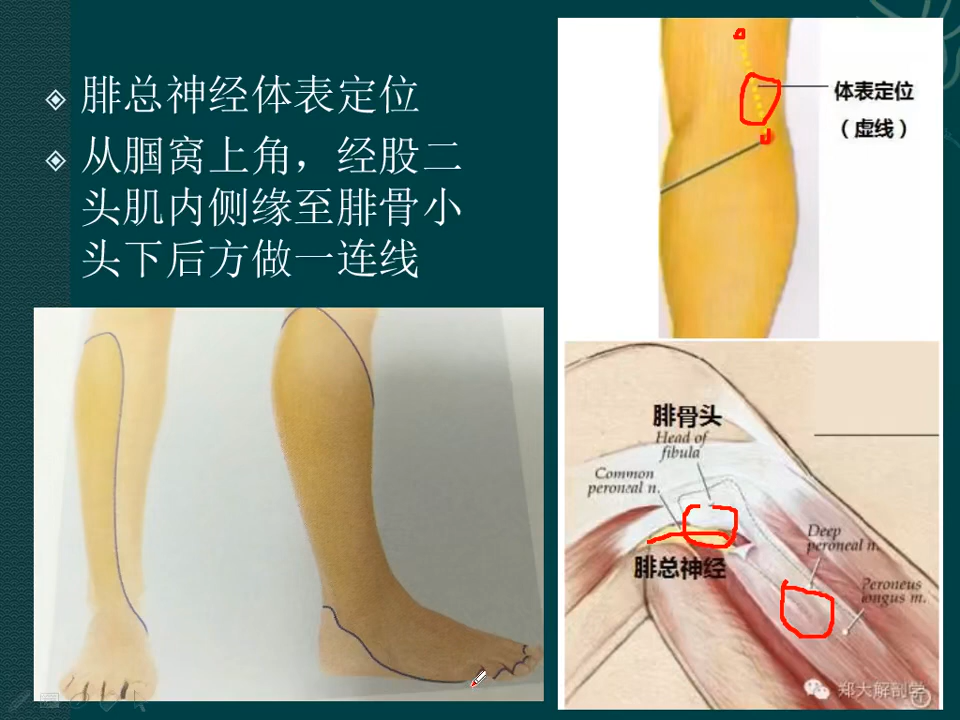 腓总神经体表定位
从腘窝上角，经股二
头肌内侧缘至腓骨小
头下后方做一连线
体表定位
（虚线）
腓骨头
Head of
fibula
Common
peroneal n.
Deep
peroneal n.
腓总神经
Peroneus
longus m.
郑大解剖学